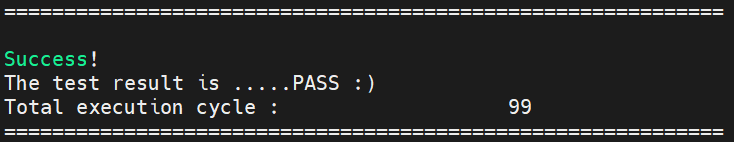 ============================================================
Success!
The test result is .....PASS :)
Total execution cycle :                   99
============================================================